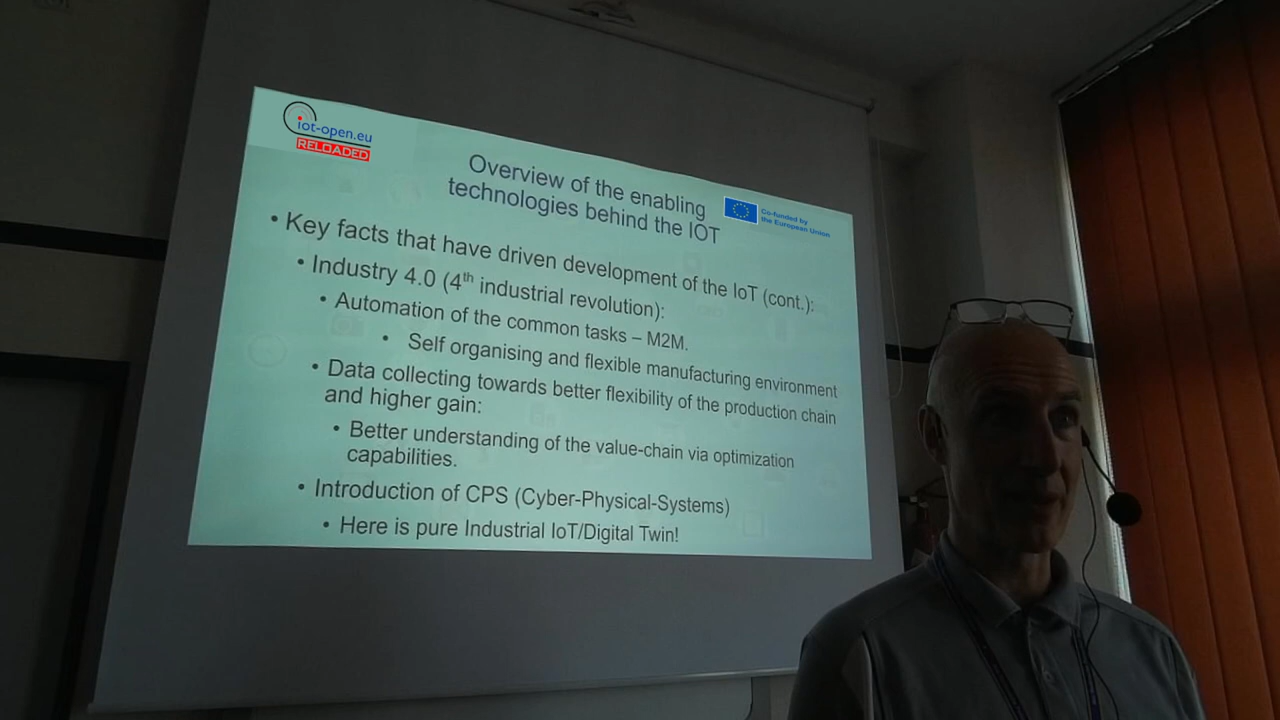 iot-open.eu
RELOADED
Overview of the enabling
technologies behind the IOT
Co-funded by
the European Union
• Key facts that have driven development of the IoT (cont.):
• Industry 4.0 (4th industrial revolution):
• Automation of the common tasks – M2M.
• Self organising and flexible manufacturing environment
• Data collecting towards better flexibility of the production chain
and higher gain:
• Better understanding of the value-chain via optimization
capabilities.
• Introduction of CPS (Cyber-Physical-Systems)
• Here is pure Industrial IoT/Digital Twin!